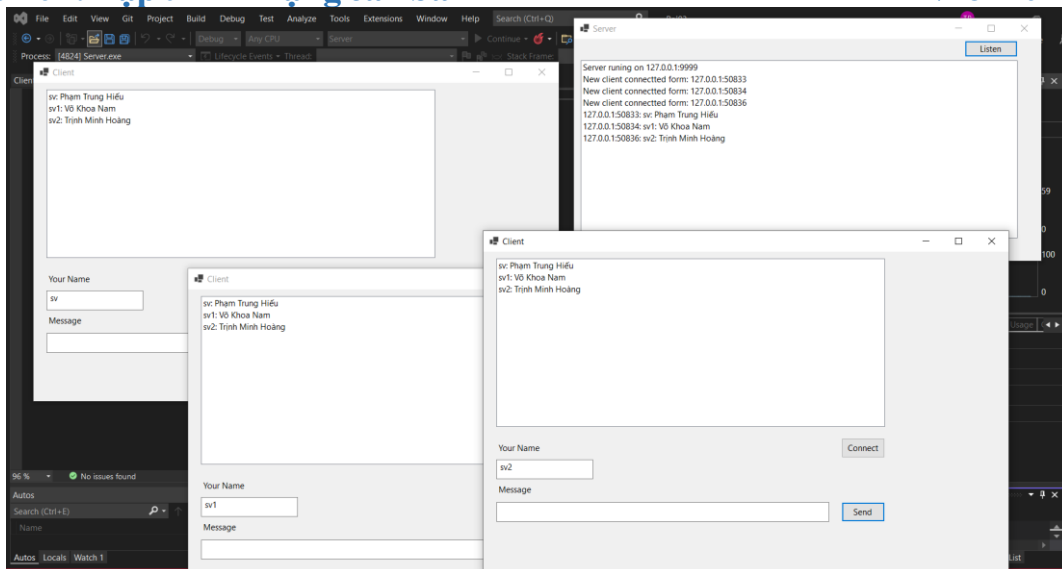 File Edit View Git Project Build Debug Test Analyze Tools Extensions Window Help Search (Ctrl+Q)
Debug Any CPU Server Continue
Process: [4824] Server.exe Lifecycle Events Thread: Stack Frame:
Server
Listen
Server runing on 127.0.0.1:9999
New client connectted form: 127.0.0.1:50833
New client connectted form: 127.0.0.1:50834
New client connectted form: 127.0.0.1:50836
127.0.0.1:50833: sv: Phạm Trung Hiếu
127.0.0.1:50834: sv1: Võ Khoa Nam
127.0.0.1:50836: sv2: Trịnh Minh Hoàng
Client
Client
sv: Phạm Trung Hiếu
sv1: Võ Khoa Nam
sv2: Trịnh Minh Hoàng
Your Name
sv
Message
Client
sv: Phạm Trung Hiếu
sv1: Võ Khoa Nam
sv2: Trịnh Minh Hoàng
Your Name
sv1
Message
Client
sv: Phạm Trung Hiếu
sv1: Võ Khoa Nam
sv2: Trịnh Minh Hoàng
Your Name
Connect
sv2
Message
Send
59
0
100
0
Usage
96 % No issues found
Autos
Search (Ctrl+E)
Name
Autos Locals Watch 1
List